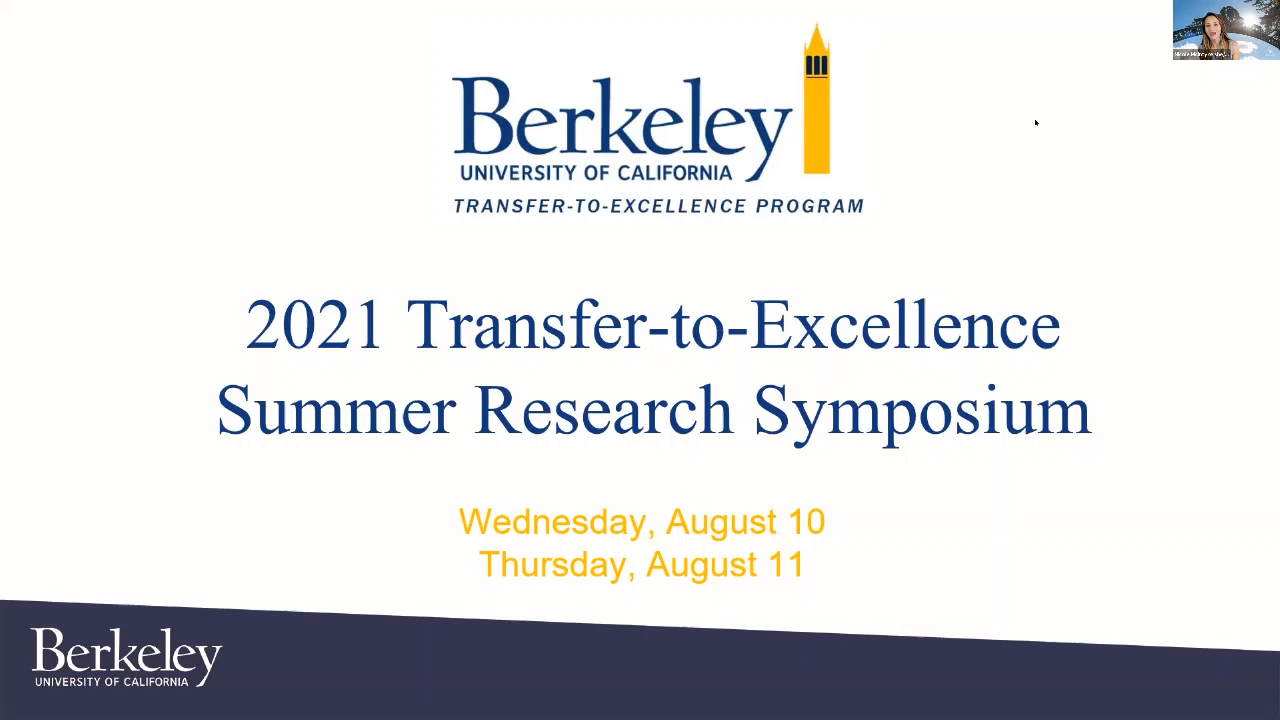 Berkeley
UNIVERSITY OF CALIFORNIA
TRANSFER-TO-EXCELLENCE PROGRAM
2021 Transfer-to-Excellence
Summer Research Symposium
Wednesday, August 10
Thursday, August 11
Berkeley
UNIVERSITY OF CALIFORNIA